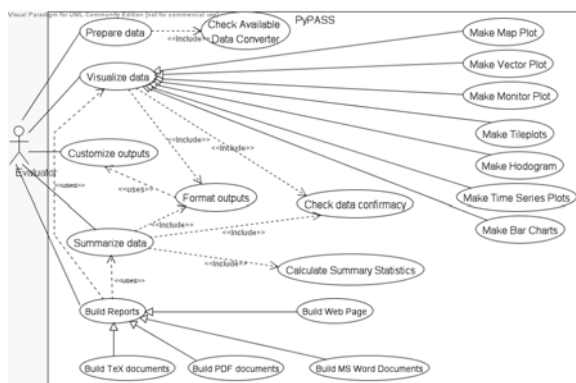 Visual Paradigm for UML Community Edition [not for commercial use]
PyPASS
Prepare data
<<Include>>
Check Available
Data Converter
Make Map Plot
Visualize data
Make Vector Plot
Make Monitor Plot
Make Tileplots
Make Hodogram
Make Time Series Plots
Make Bar Charts
Evaluator
Customize outputs
<<Include>>
<<Include>>
<<uses>>
<<uses>>
Format outputs
Check data confirmacy
<<Include>>
<<Include>>
Summarize data
<<Include>>
Calculate Summary Statistics
<<uses>>
Build Reports
Build Web Page
Build TeX documents
Build PDF documents
Build MS Word Documents